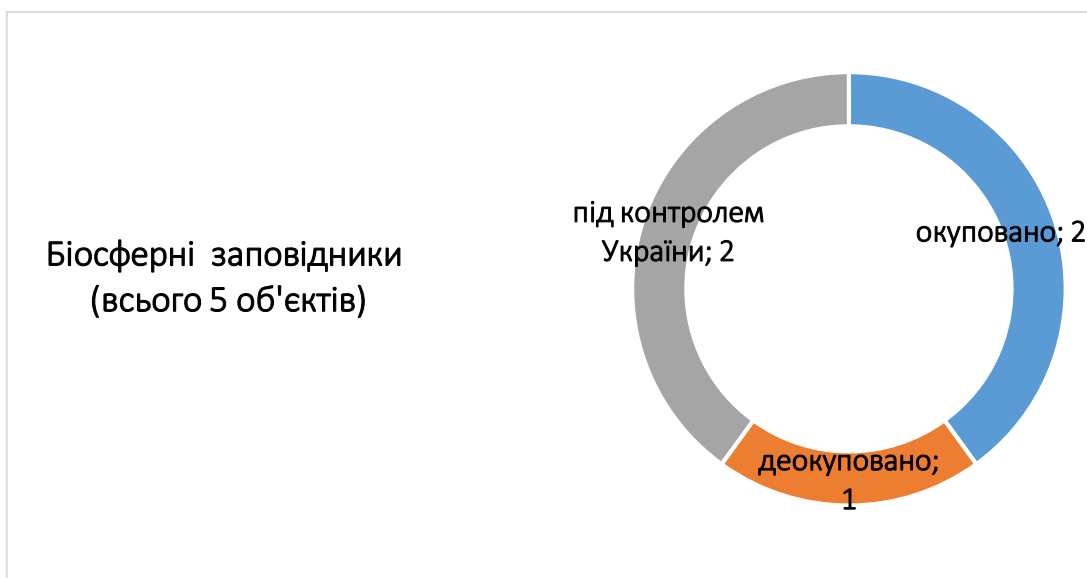 Біосферні заповідники
(всього 5 об'єктів)
під контролем
України; 2
окуповано; 2
деокуповано;
1